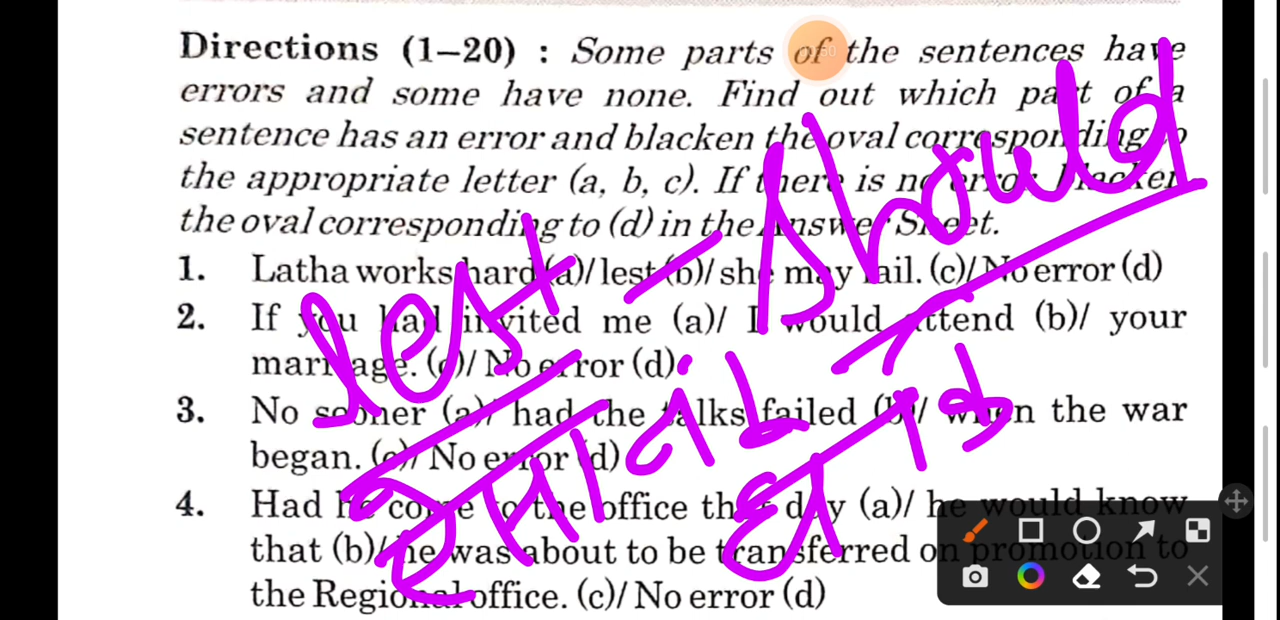 Directions (1–20) : Some parts of the sentences have
errors and some have none. Find out which part of a
sentence has an error and blacken the oval corresponding to
the appropriate letter (a, b, c). If there is no error, blacken
the oval corresponding to (d) in the Answer Sheet.
1. Latha works hard (a)/ lest (b)/ she may fail. (c)/ No error (d)
2. If you had invited me (a)/ I would attend (b)/ your
marriage. (c)/ No error (d)
3. No sooner (a)/ had the talks failed (b)/ when the war
began. (c)/ No error (d)
4. Had he come to the office that day (a)/ he would know
that (b)/ he was about to be transferred on promotion to
the Regional office. (c)/ No error (d)
lest – should